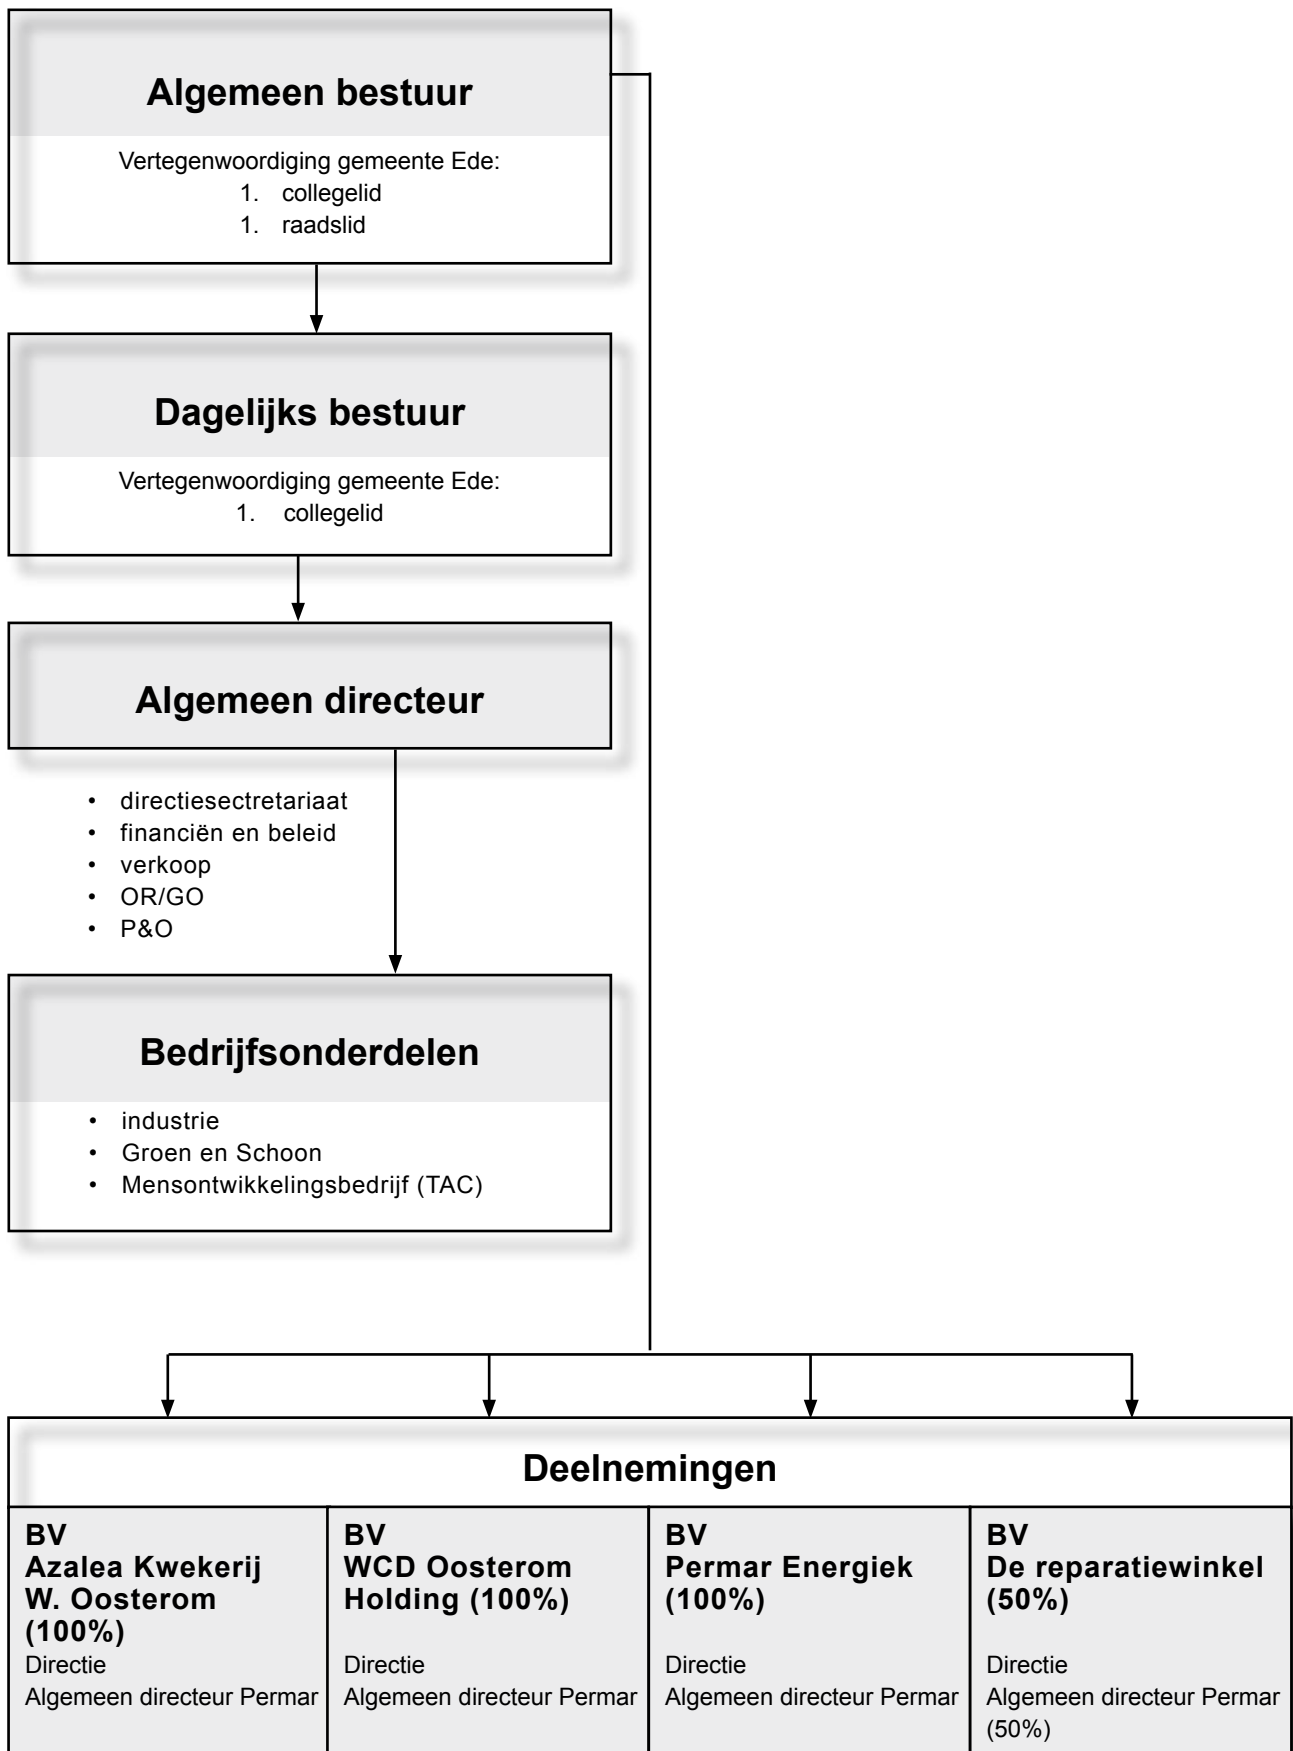 Algemeen bestuur
Vertegenwoordiging gemeente Ede:
1. collegelid
1. raadslid
Dagelijks bestuur
Vertegenwoordiging gemeente Ede:
1. collegelid
Algemeen directeur
• directiesectretariaat
• financiën en beleid
• verkoop
• OR/GO
• P&O
Bedrijfsonderdelen
• industrie
• Groen en Schoon
• Mensontwikkelingsbedrijf (TAC)
Deelnemingen
BV
Azalea Kwekerij
W. Oosterom
(100%)
Directie
Algemeen directeur Permar
BV
WCD Oosterom
Holding (100%)
Directie
Algemeen directeur Permar
BV
Permar Energiek
(100%)
Directie
Algemeen directeur Permar
BV
De reparatiewinkel
(50%)
Directie
Algemeen directeur Permar
(50%)